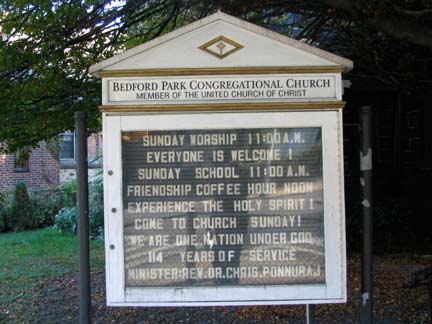 BEDFORD PARK CONGREGATIONAL CHURCH
MEMBER OF THE UNITED CHURCH OF CHRIST
SUNDAY WORSHIP 11:00 A.M.
EVERYONE IS WELCOME !
SUNDAY SCHOOL 11:00 A.M.
FRIENDSHIP COFFEE HOUR NOON
EXPERIENCE THE HOLY SPIRIT !
COME TO CHURCH SUNDAY!
WE ARE ONE NATION UNDER GOD
114 YEARS OF SERVICE
MINISTER:REV.DR.CHRIS.PONNURAJ